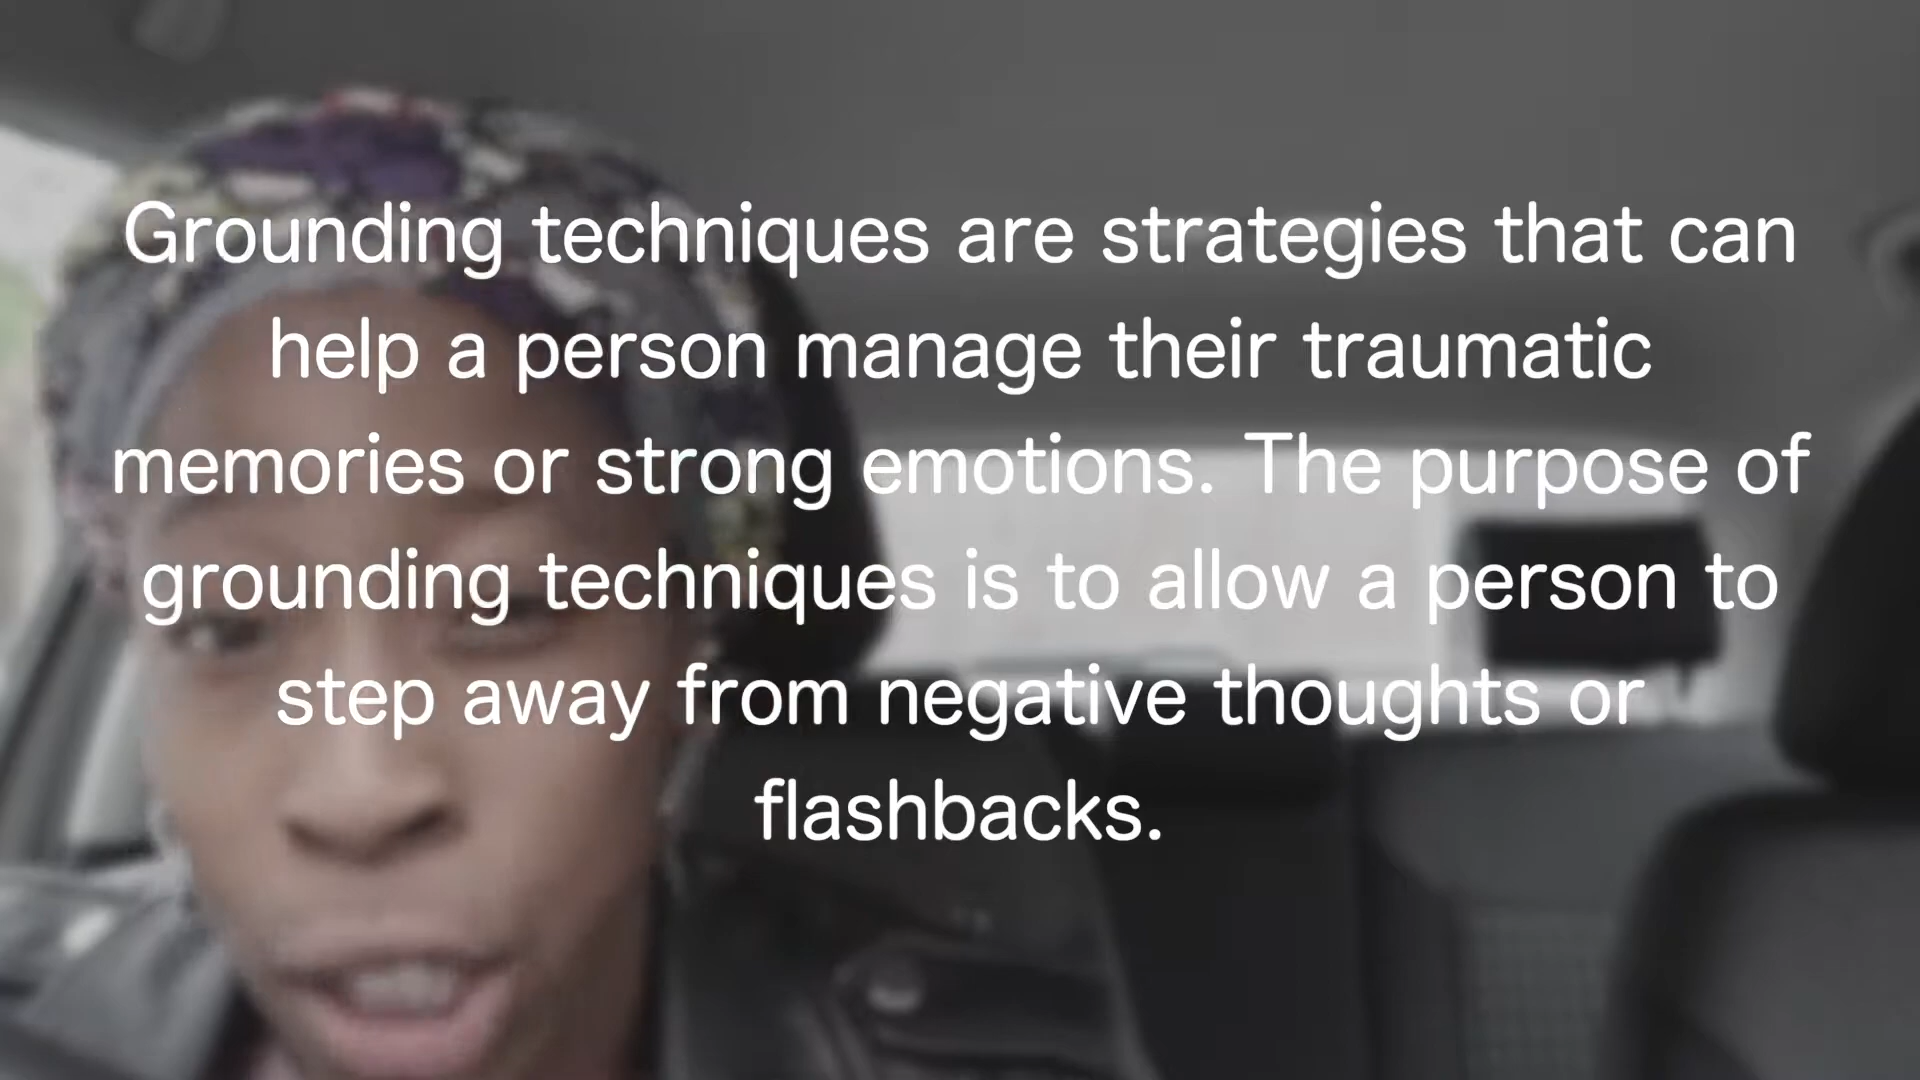 Grounding techniques are strategies that can
help a person manage their traumatic
memories or strong emotions. The purpose of
grounding techniques is to allow a person to
step away from negative thoughts or
flashbacks.